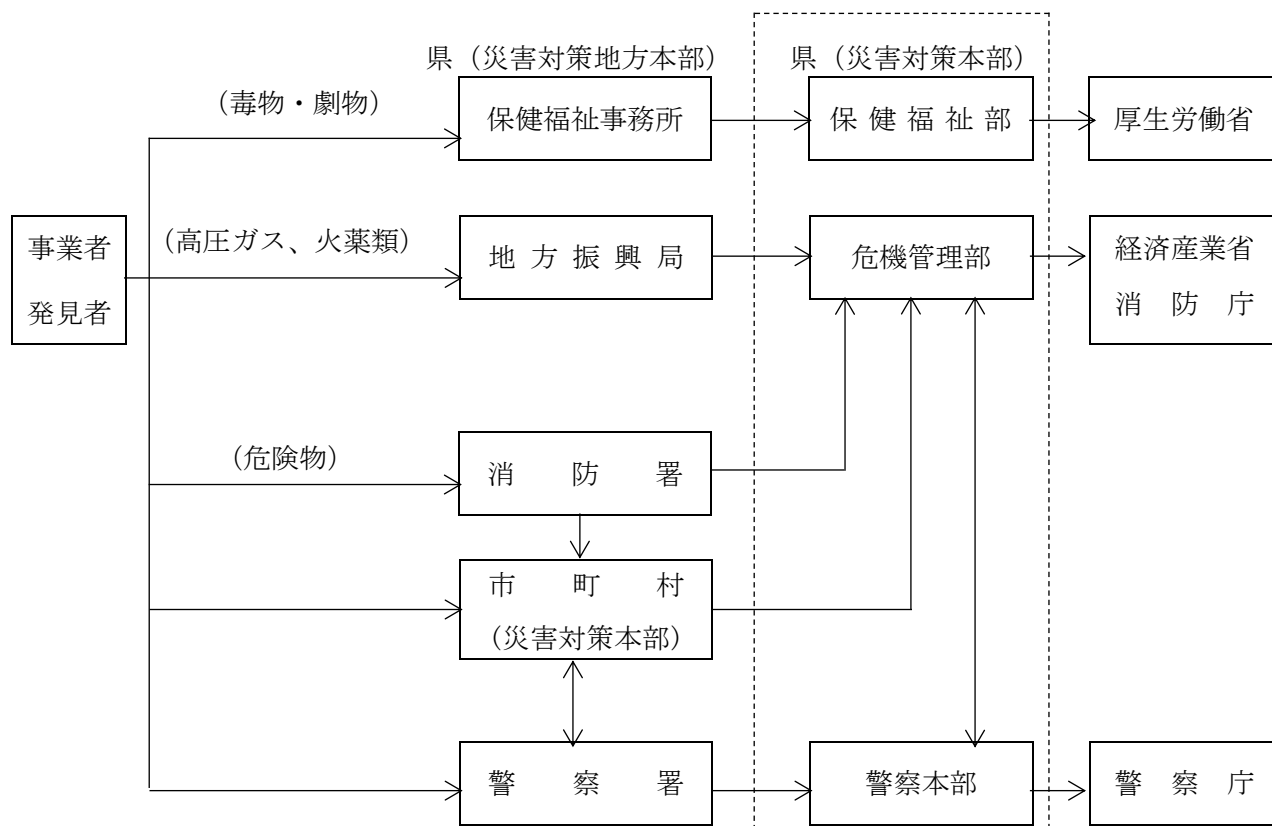 県（災害対策地方本部）
県（災害対策本部）
（毒物・劇物）
保健福祉事務所
保健福祉部
厚生労働省
事業者
発見者
（高圧ガス、火薬類）
地方振興局
危機管理部
経済産業省
消防庁
（危険物）
消防署
市町村
（災害対策本部）
警察署
警察本部
警察庁